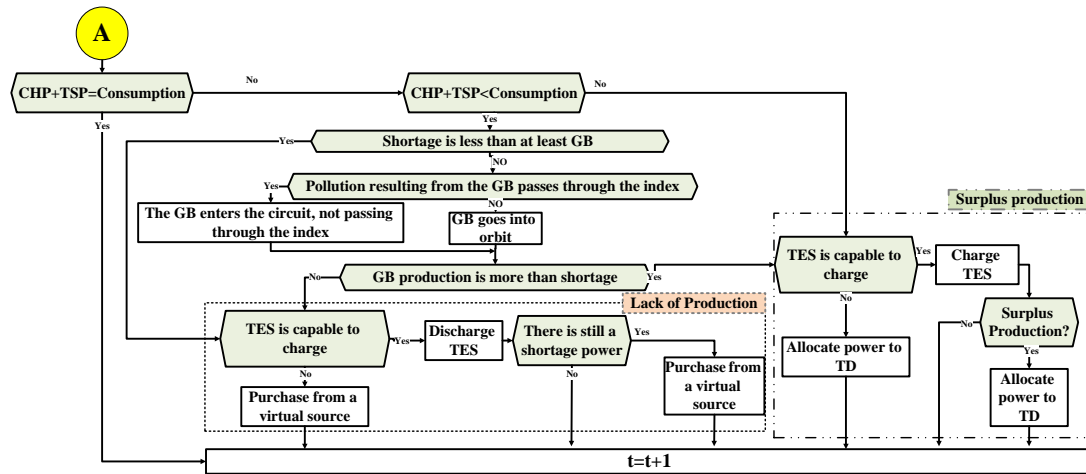 A
CHP+TSP=Consumption
No
CHP+TSP<Consumption
No
Yes
Yes
Shortage is less than at least GB
Yes
NO
Pollution resulting from the GB passes through the index
Yes
NO
The GB enters the circuit, not passing
through the index
GB goes into
orbit
Surplus production
GB production is more than shortage
No
Yes
TES is capable to
charge
Yes
Charge
TES
No
Surplus
Production?
No
Yes
Allocate power to
TD
Allocate
power to
TD
Lack of Production
TES is capable to
charge
Yes
Discharge
TES
There is still a
shortage power
Yes
No
No
Purchase from a
virtual source
Purchase from
a virtual
source
t=t+1